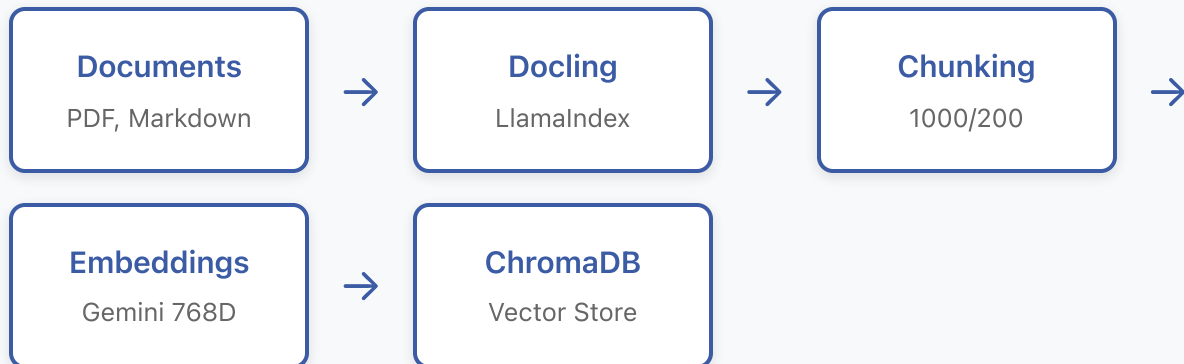 Documents
PDF, Markdown
Docling
LlamaIndex
Chunking
1000/200
Embeddings
Gemini 768D
ChromaDB
Vector Store